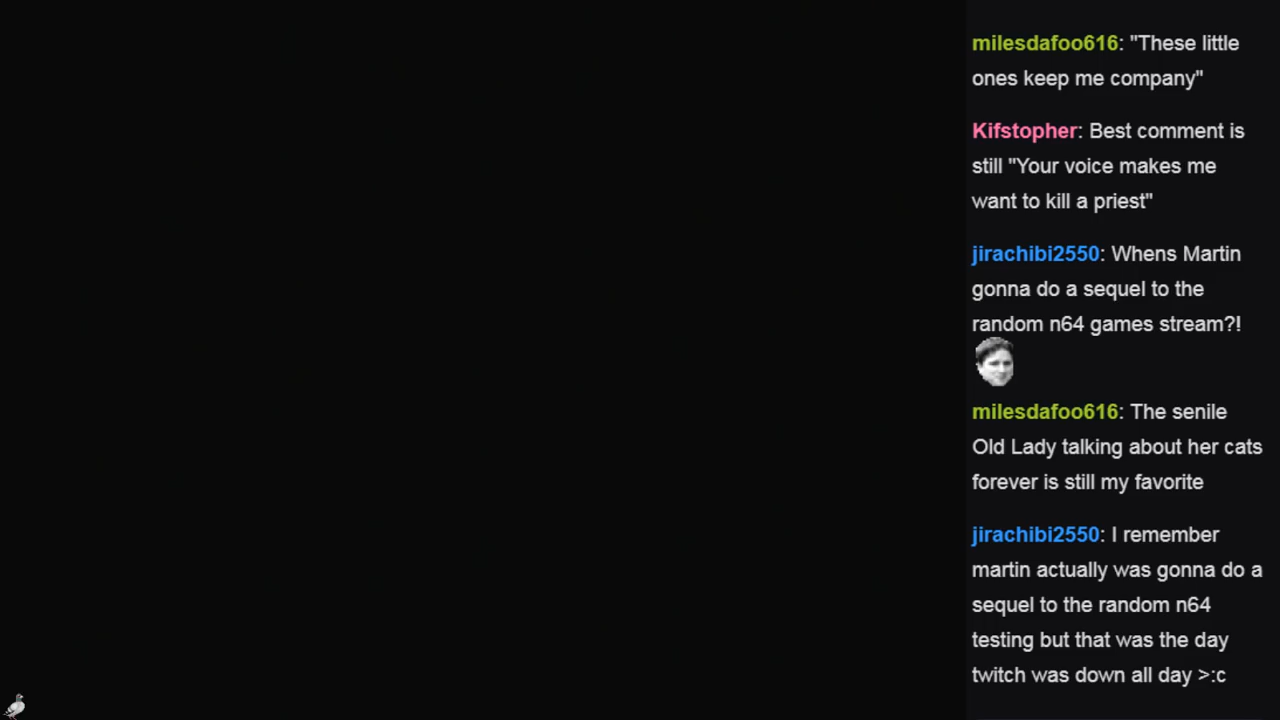 milesdafoo616: "These little
ones keep me company"
Kifstopher: Best comment is
still "Your voice makes me
want to kill a priest"
jirachibi2550: Whens Martin
gonna do a sequel to the
random n64 games stream?!
milesdafoo616: The senile
Old Lady talking about her cats
forever is still my favorite
jirachibi2550: I remember
martin actually was gonna do a
sequel to the random n64
testing but that was the day
twitch was down all day >:c